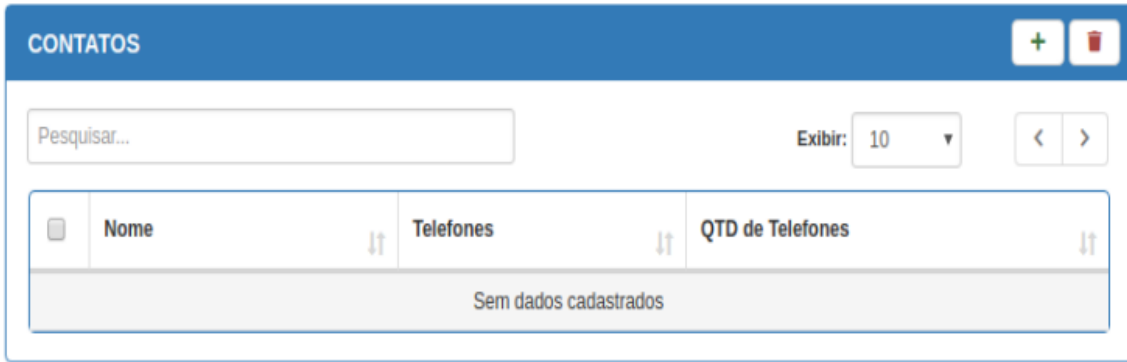 CONTATOS
Pesquisar...
Exibir: 10
Nome Telefones QTD de Telefones
Sem dados cadastrados